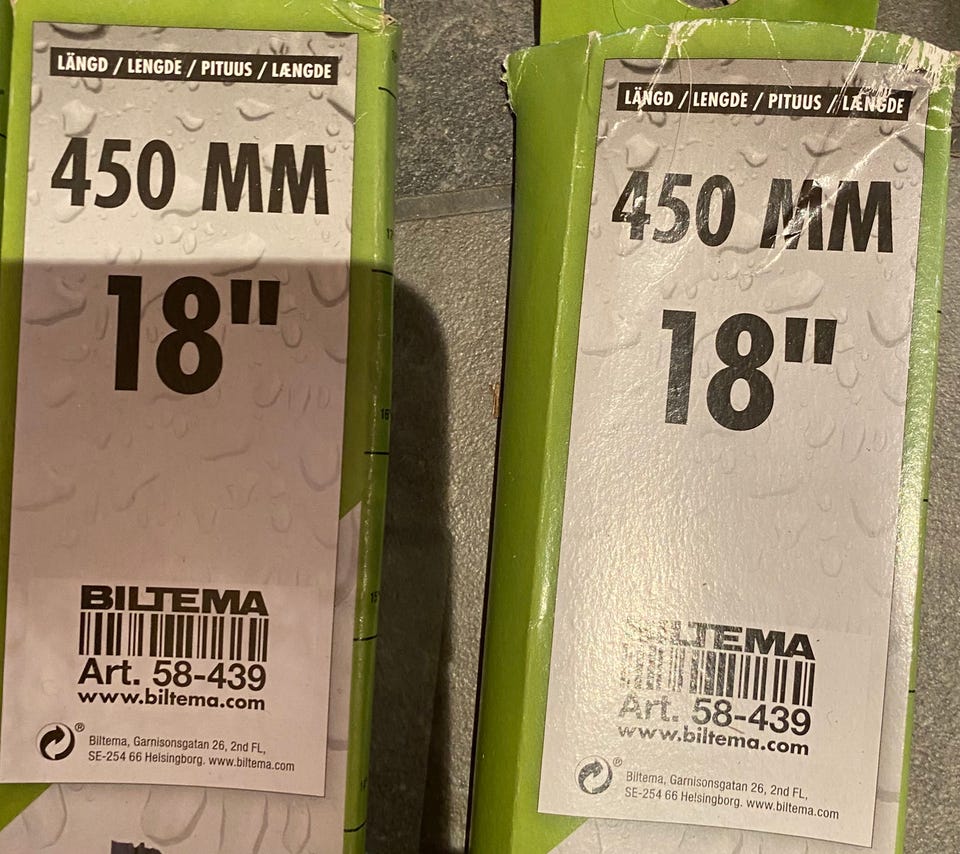 LÄNGD / LENGDE / PITUUS / LÆNGDE
450 MM
18"
BILTEMA
Art. 58-439
www.biltema.com
®
Biltema, Garnisonsgatan 26, 2nd FL,
SE-254 66 Helsingborg. www.biltema.com
LÄNGD / LENGDE / PITUUS / LÆNGDE
450 MM
18"
BILTEMA
Art. 58-439
www.biltema.com
®
Biltema, Garnisonsgatan 26, 2nd FL,
SE-254 66 Helsingborg. www.biltema.com